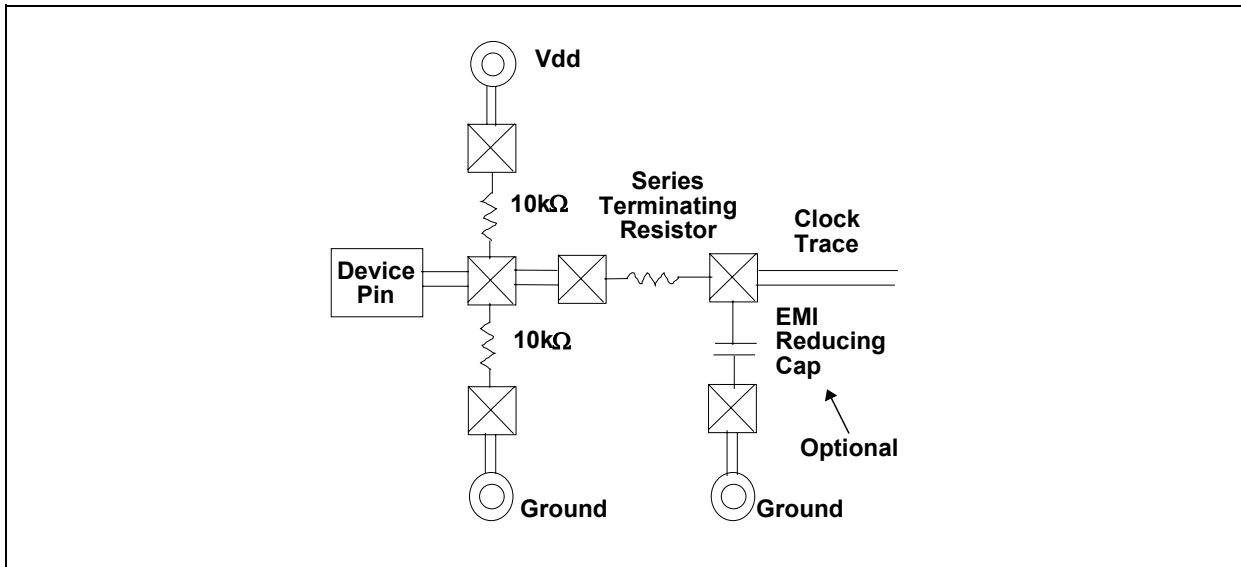 Vdd
10kΩ
Series
Terminating
Resistor
Clock
Trace
Device
Pin
10kΩ
EMI
Reducing
Cap
Optional
Ground
Ground